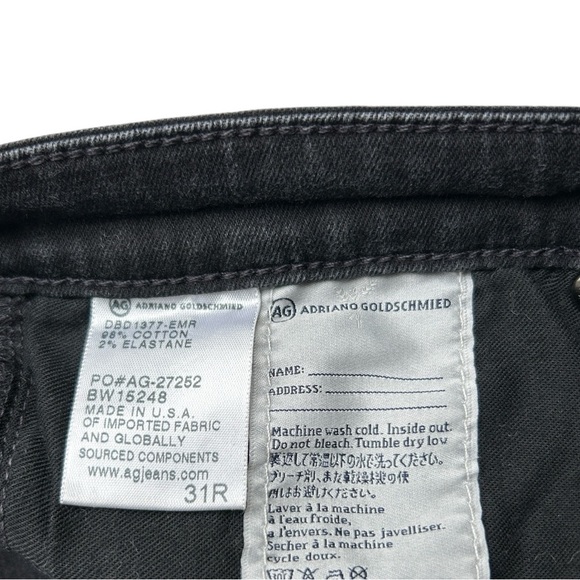 AG ADRIANO GOLDSCHMIED
DBD1377-EMR
98% COTTON
2% ELASTANE
PO#AG-27252
BW15248
MADE IN U.S.A.
OF IMPORTED FABRIC
AND GLOBALLY
SOURCED COMPONENTS
www.agjeans.com
31R
AG ADRIANO GOLDSCHMIED
NAME:
ADDRESS:
Machine wash cold. Inside out.
Do not bleach. Tumble dry low
裏返して常温以下の水で洗ってください。
ブリーチ剤、また乾燥機の使
用はお避けください。
Laver à la machine
à l'eau froide,
a l'envers. Ne pas javelliser.
Secher à la machine
cycle doux.